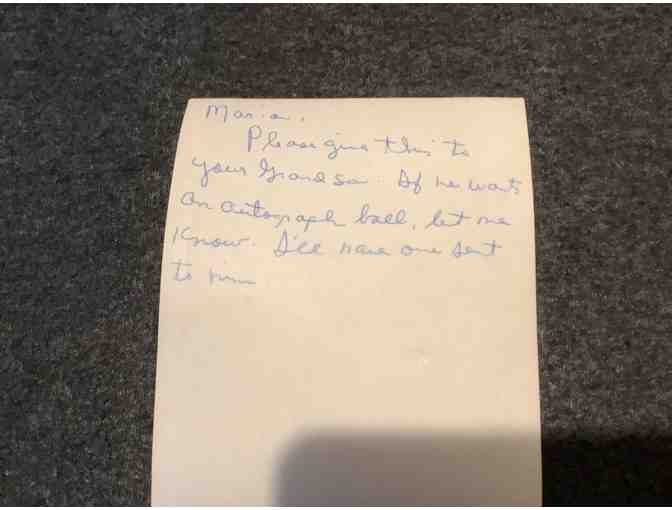 Maria,
Please give this to
your Grandson. If he wants
an autograph ball, let me
know. I'll have one sent
to him